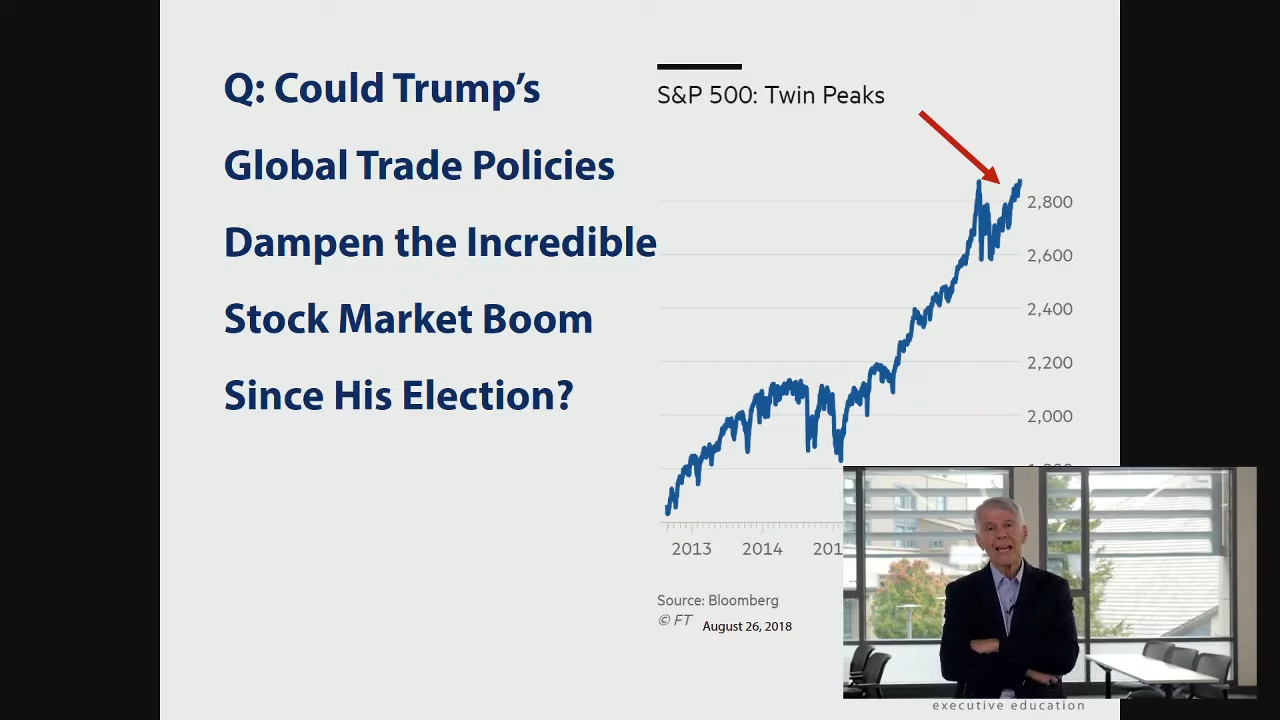 Q: Could Trump's
Global Trade Policies
Dampen the Incredible
Stock Market Boom
Since His Election?
S&P 500: Twin Peaks
2,800
2,600
2,400
2,200
2,000
2013
2014
201
Source: Bloomberg
© FT
August 26, 2018
executive education